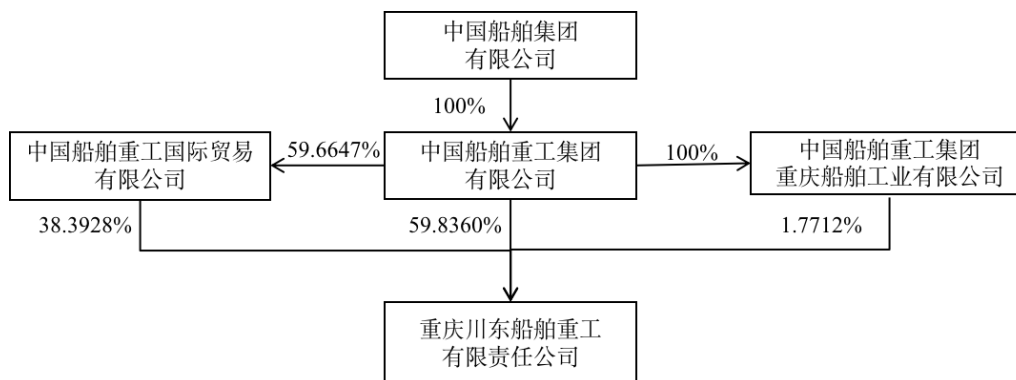 中国船舶集团
有限公司
100%
中国船舶重工国际贸易
有限公司
59.6647%
中国船舶重工集团
有限公司
100%
中国船舶重工集团
重庆船舶工业有限公司
38.3928%
59.8360%
1.7712%
重庆川东船舶重工
有限责任公司